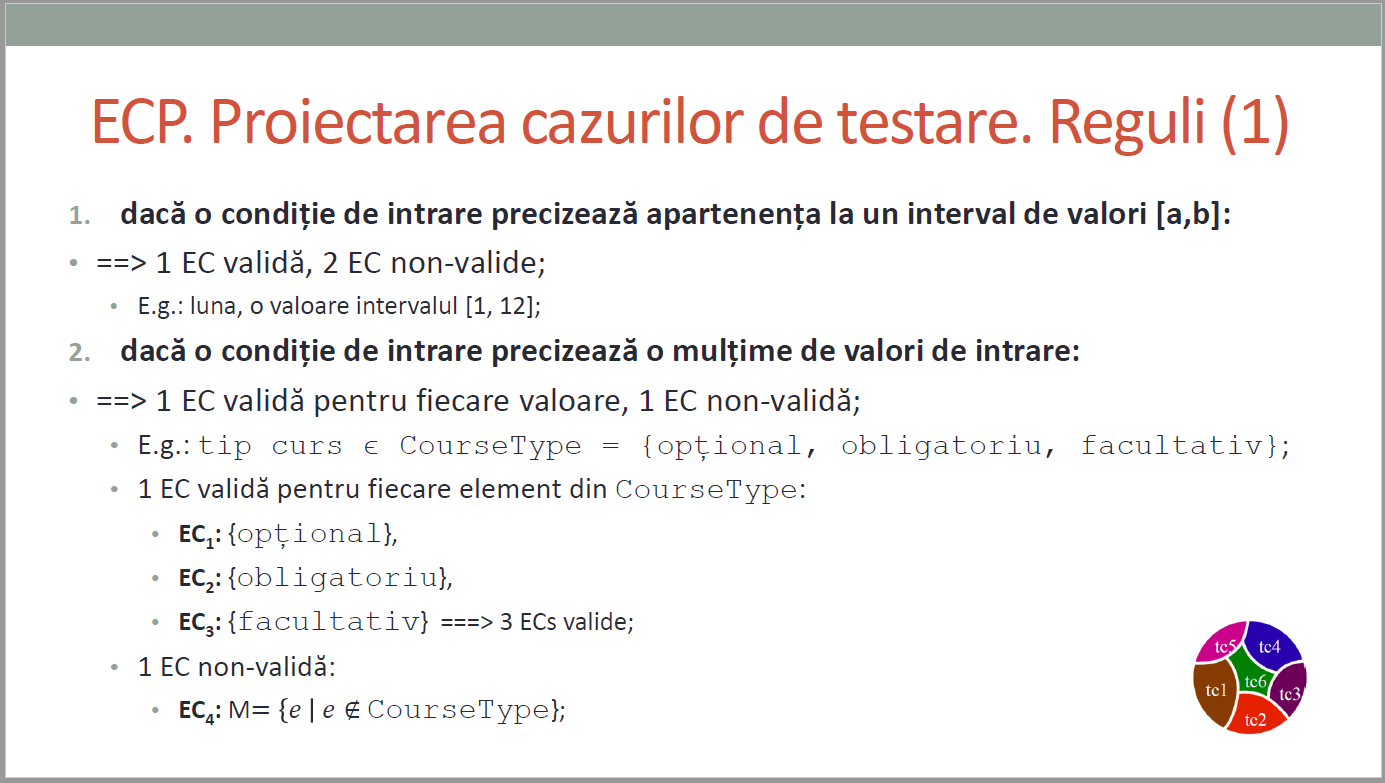 ECP. Proiectarea cazurilor de testare. Reguli (1)
1. dacă o condiție de intrare precizează apartenența la un interval de valori [a,b]:
• ==> 1 EC validă, 2 EC non-valide;
• E.g.: luna, o valoare intervalul [1, 12];
2. dacă o condiție de intrare precizează o mulțime de valori de intrare:
• ==> 1 EC validă pentru fiecare valoare, 1 EC non-validă;
• E.g.: tip curs ϵ CourseType = {opțional, obligatoriu, facultativ};
• 1 EC validă pentru fiecare element din CourseType:
• EC₁: {opțional},
• EC₂: {obligatoriu},
• EC₃: {facultativ} ===> 3 ECs valide;
• 1 EC non-validă:
• EC₄: M= {e | e ∉ CourseType};
tc5 tc4
tc6
tc1 tc3
tc2